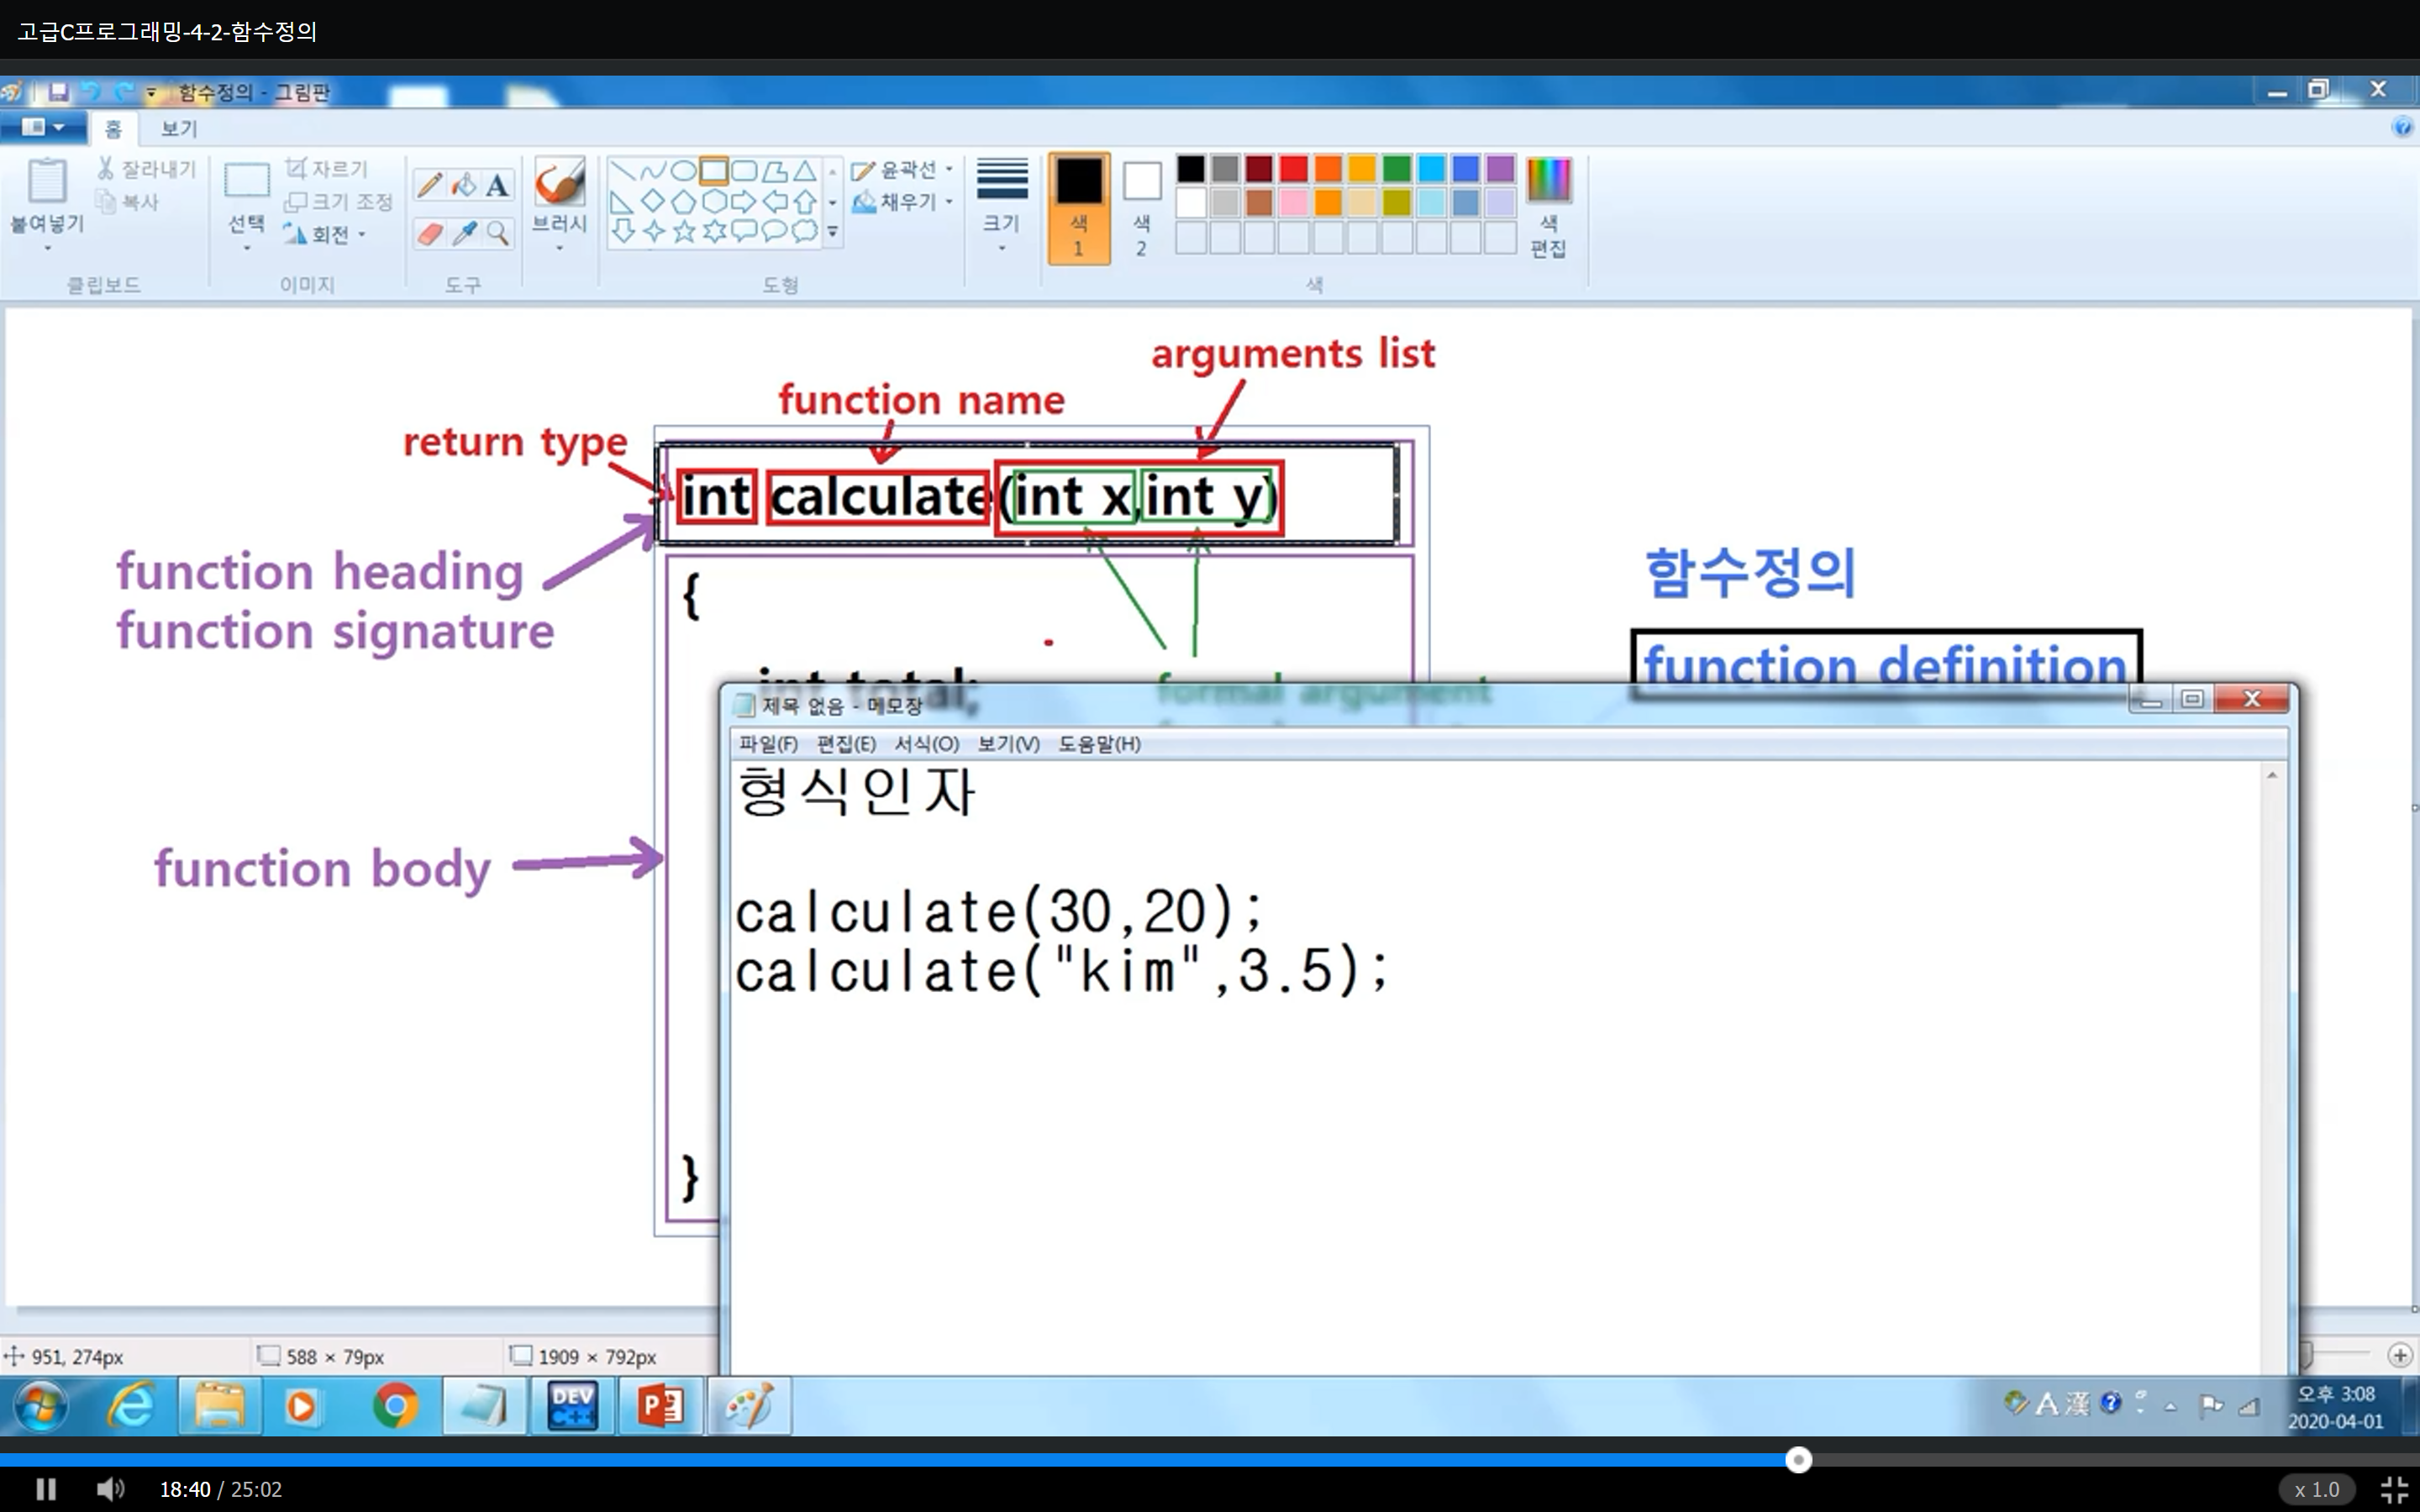 고급C프로그래밍-4-2-함수정의
함수정의 - 그림판
홈 보기
붙여넣기 잘라내기 복사 선택 자르기 크기 조정 회전 A 브러시 윤곽선 채우기 크기 색 1 색 2 색 편집
클립보드 이미지 도구 도형 색
arguments list
function name
return type
int calculate(int x,int y)
function heading
function signature
{
함수정의
function definition
int total;
formal argument
function body
}
제목 없음 - 메모장
파일(F) 편집(E) 서식(O) 보기(V) 도움말(H)
형식인자
calculate(30,20);
calculate("kim",3.5);
951, 274px 588 × 79px 1909 × 792px
DEV C++ P A 漢
오후 3:08
2020-04-01
18:40 / 25:02 x 1.0